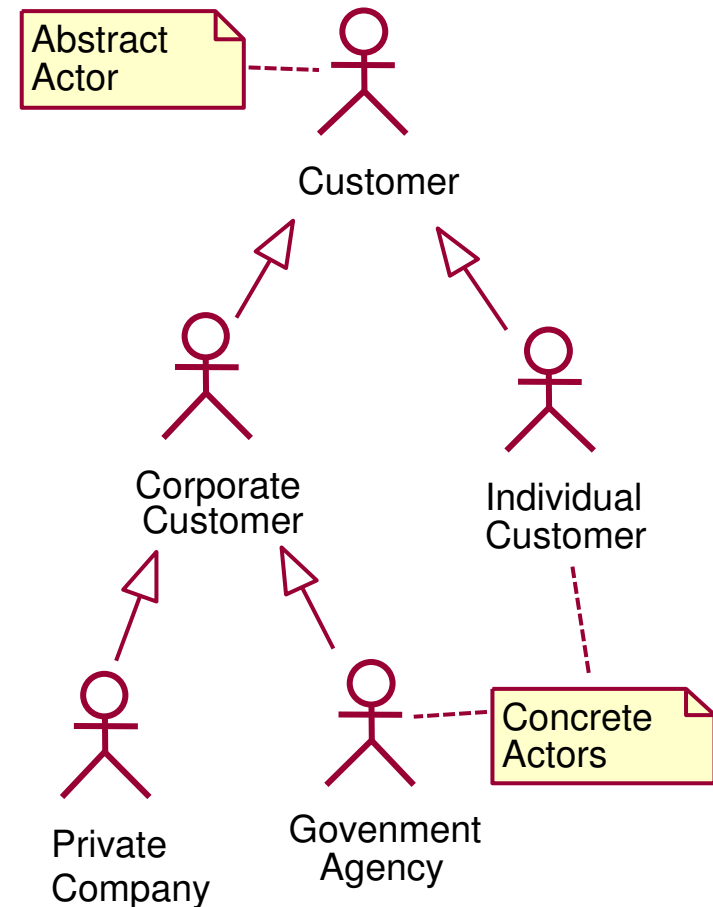 Abstract
Actor
Customer
Corporate
Customer
Individual
Customer
Concrete
Actors
Private
Company
Govenment
Agency